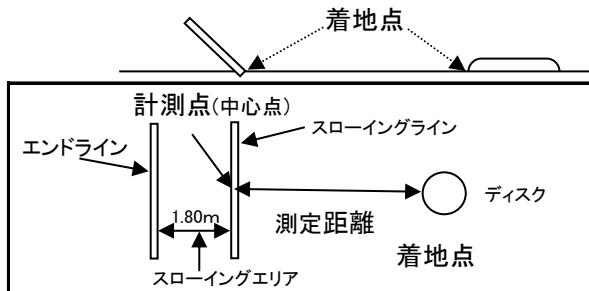 着地点
計測点(中心点)
スローイングライン
エンドライン
1.80m
測定距離
ディスク
着地点
スローイングエリア